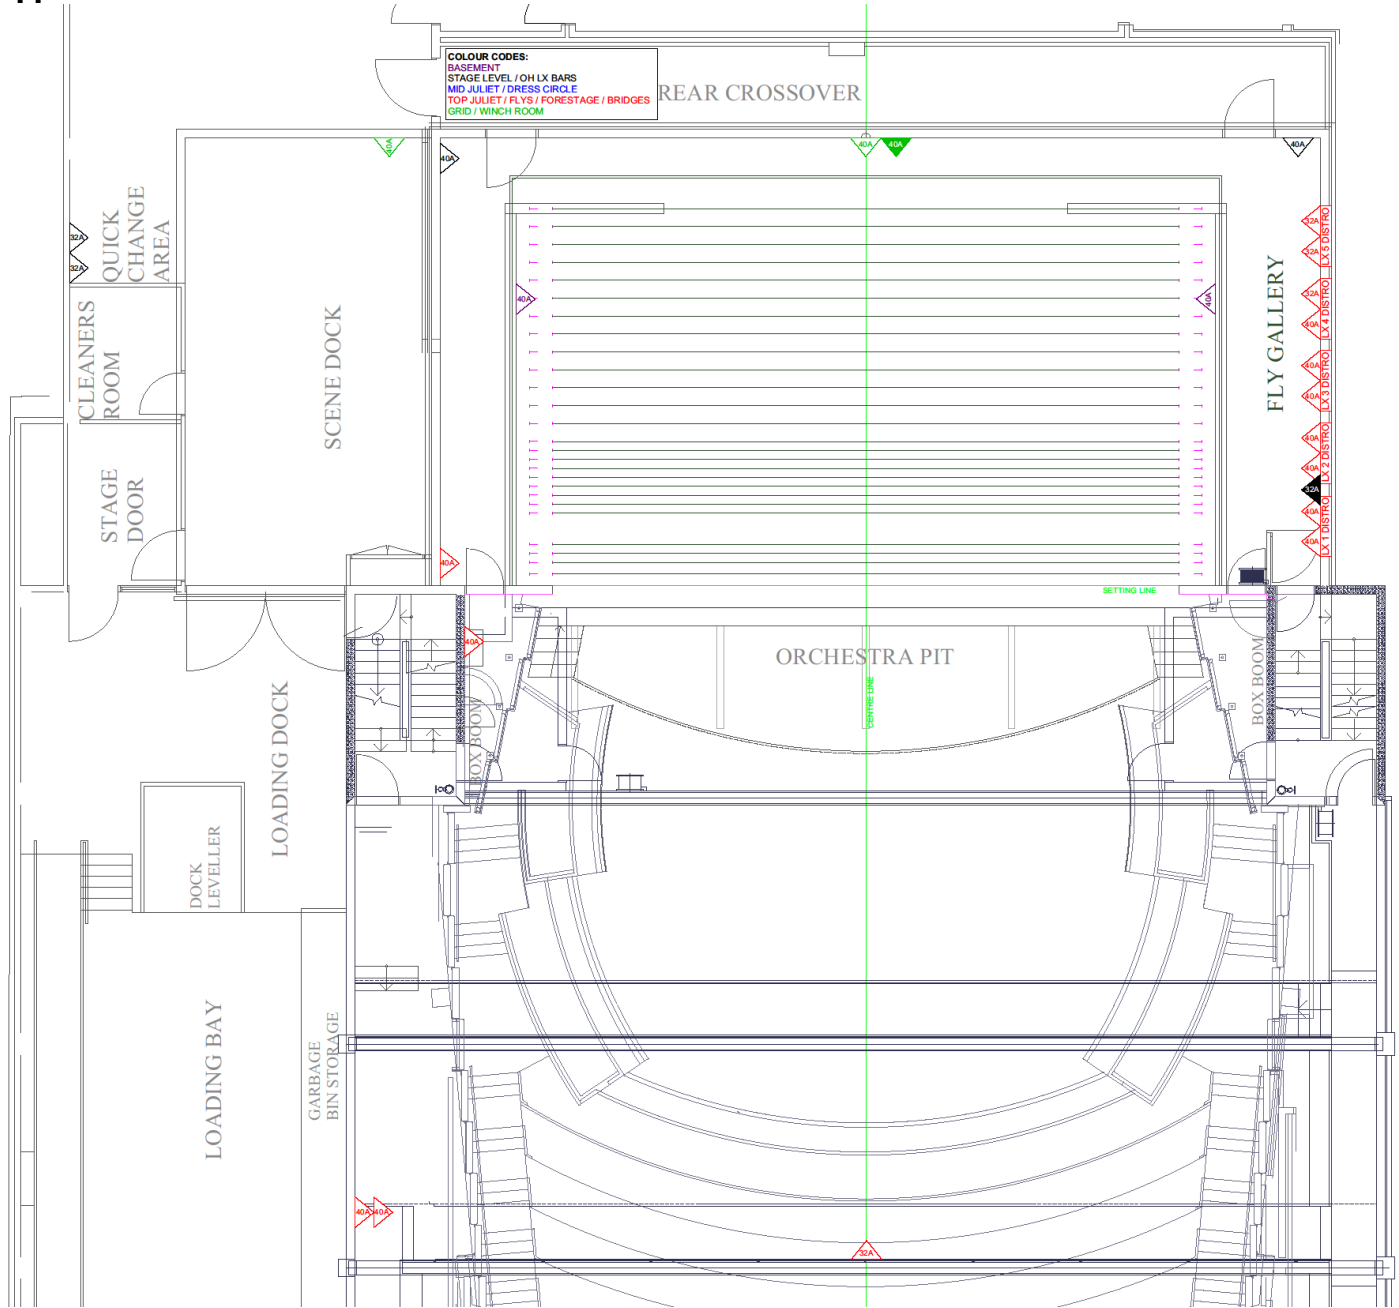 COLOUR CODES:
BASEMENT
STAGE LEVEL / OH LX BARS
MID JULIET / DRESS CIRCLE
TOP JULIET / FLYS / FORESTAGE / BRIDGES
GRID / WINCH ROOM
REAR CROSSOVER
40A
40A
40A
40A
40A
QUICK
CHANGE
AREA
32A
32A
CLEANERS
ROOM
SCENE DOCK
STAGE
DOOR
40A
40A
FLY GALLERY
32A
32A
LX 5 DISTRO
32A
40A
LX 4 DISTRO
40A
40A
LX 3 DISTRO
40A
40A
LX 2 DISTRO
32A
40A
40A
LX 1 DISTRO
40A
SETTING LINE
40A
ORCHESTRA PIT
CENTRE LINE
BOX BOOM
BOX BOOM
LOADING DOCK
DOCK
LEVELLER
LOADING BAY
GARBAGE
BIN STORAGE
40A
40A
32A